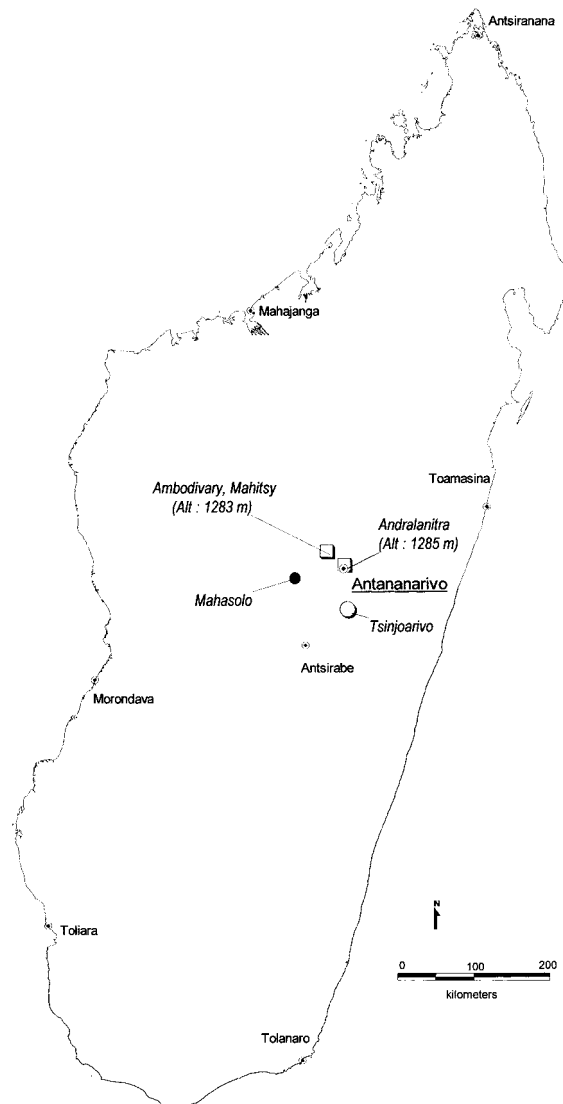 Antsiranana
Mahajanga
Toamasina
Ambodivary, Mahitsy
(Alt : 1283 m)
Andralanitra
(Alt : 1285 m)
Antananarivo
Mahasolo
Tsinjoarivo
Antsirabe
Morondava
N
Toliara
0 100 200
kilometers
Tolanaro